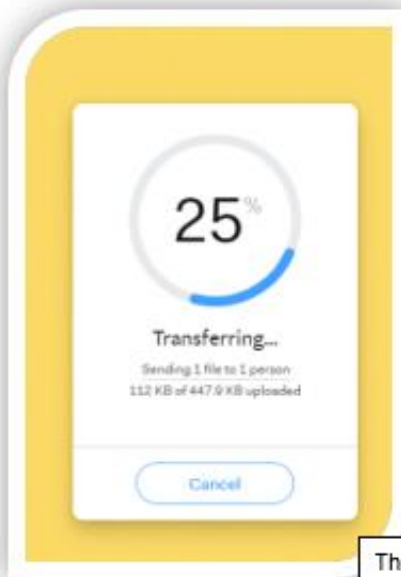 25%
Transferring...
Sending 1 file to 1 person
112 KB of 447.9 KB uploaded
Cancel
Th